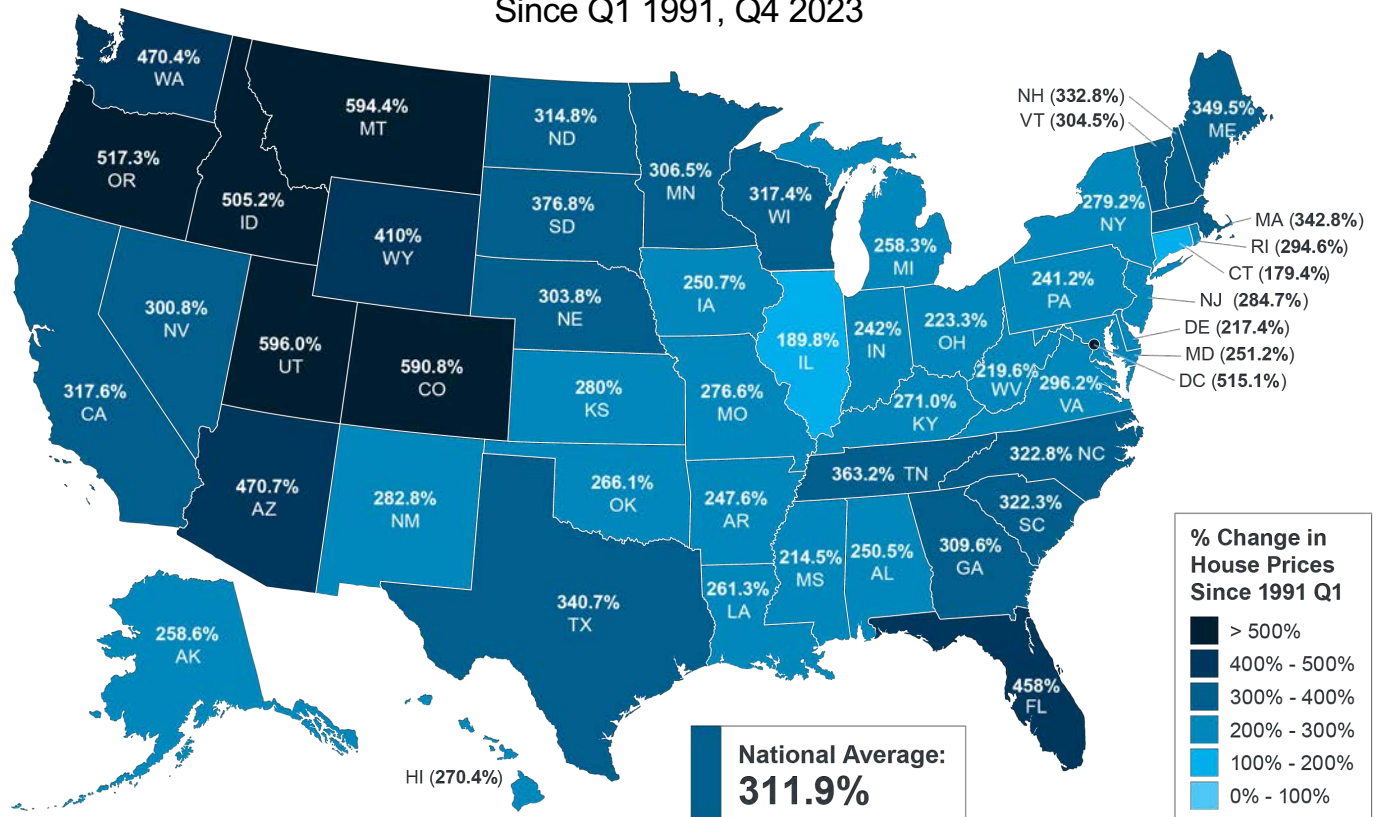 Since Q1 1991, Q4 2023
470.4%
WA
594.4%
MT
314.8%
ND
306.5%
MN
317.4%
WI
NH (332.8%)
VT (304.5%)
349.5%
ME
517.3%
OR
505.2%
ID
410%
WY
376.8%
SD
258.3%
MI
279.2%
NY
MA (342.8%)
RI (294.6%)
CT (179.4%)
NJ (284.7%)
DE (217.4%)
MD (251.2%)
DC (515.1%)
317.6%
CA
300.8%
NV
596.0%
UT
590.8%
CO
303.8%
NE
250.7%
IA
189.8%
IL
242%
IN
223.3%
OH
241.2%
PA
280%
KS
276.6%
MO
271.0%
KY
219.6%
WV
296.2%
VA
470.7%
AZ
282.8%
NM
266.1%
OK
247.6%
AR
363.2% TN
322.8% NC
322.3%
SC
340.7%
TX
261.3%
LA
214.5%
MS
250.5%
AL
309.6%
GA
458%
FL
258.6%
AK
HI (270.4%)
National Average:
311.9%
% Change in
House Prices
Since 1991 Q1
> 500%
400% - 500%
300% - 400%
200% - 300%
100% - 200%
0% - 100%